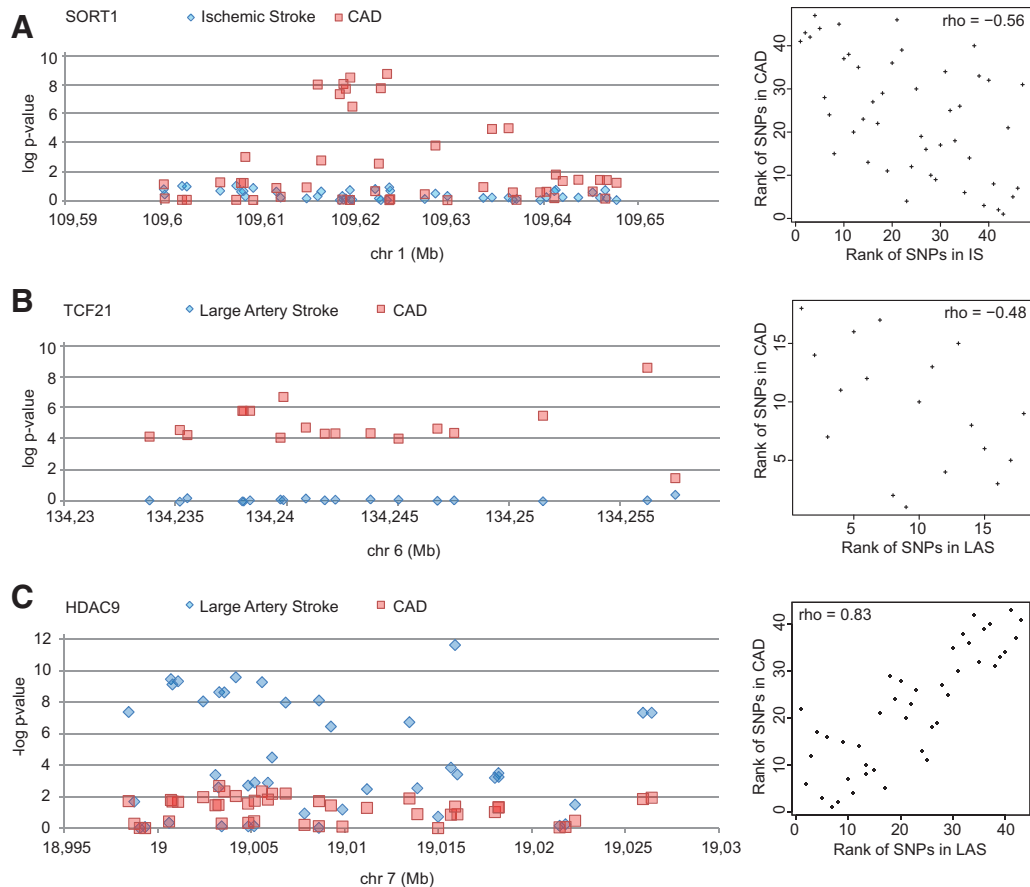 A
SORT1
Ischemic Stroke
CAD
log p-value
10
8
6
4
2
0
109,59
109,6
109,61
109,62
109,63
109,64
109,65
chr 1 (Mb)
rho = −0.56
Rank of SNPs in CAD
0
10
20
30
40
0
10
20
30
40
Rank of SNPs in IS
B
TCF21
Large Artery Stroke
CAD
log p-value
10
8
6
4
2
0
134,23
134,235
134,24
134,245
134,25
134,255
chr 6 (Mb)
rho = −0.48
Rank of SNPs in CAD
5
10
15
5
10
15
Rank of SNPs in LAS
C
HDAC9
Large Artery Stroke
CAD
-log p-value
12
10
8
6
4
2
0
18,995
19
19,005
19,01
19,015
19,02
19,025
19,03
chr 7 (Mb)
rho = 0.83
Rank of SNPs in CAD
0
10
20
30
40
0
10
20
30
40
Rank of SNPs in LAS